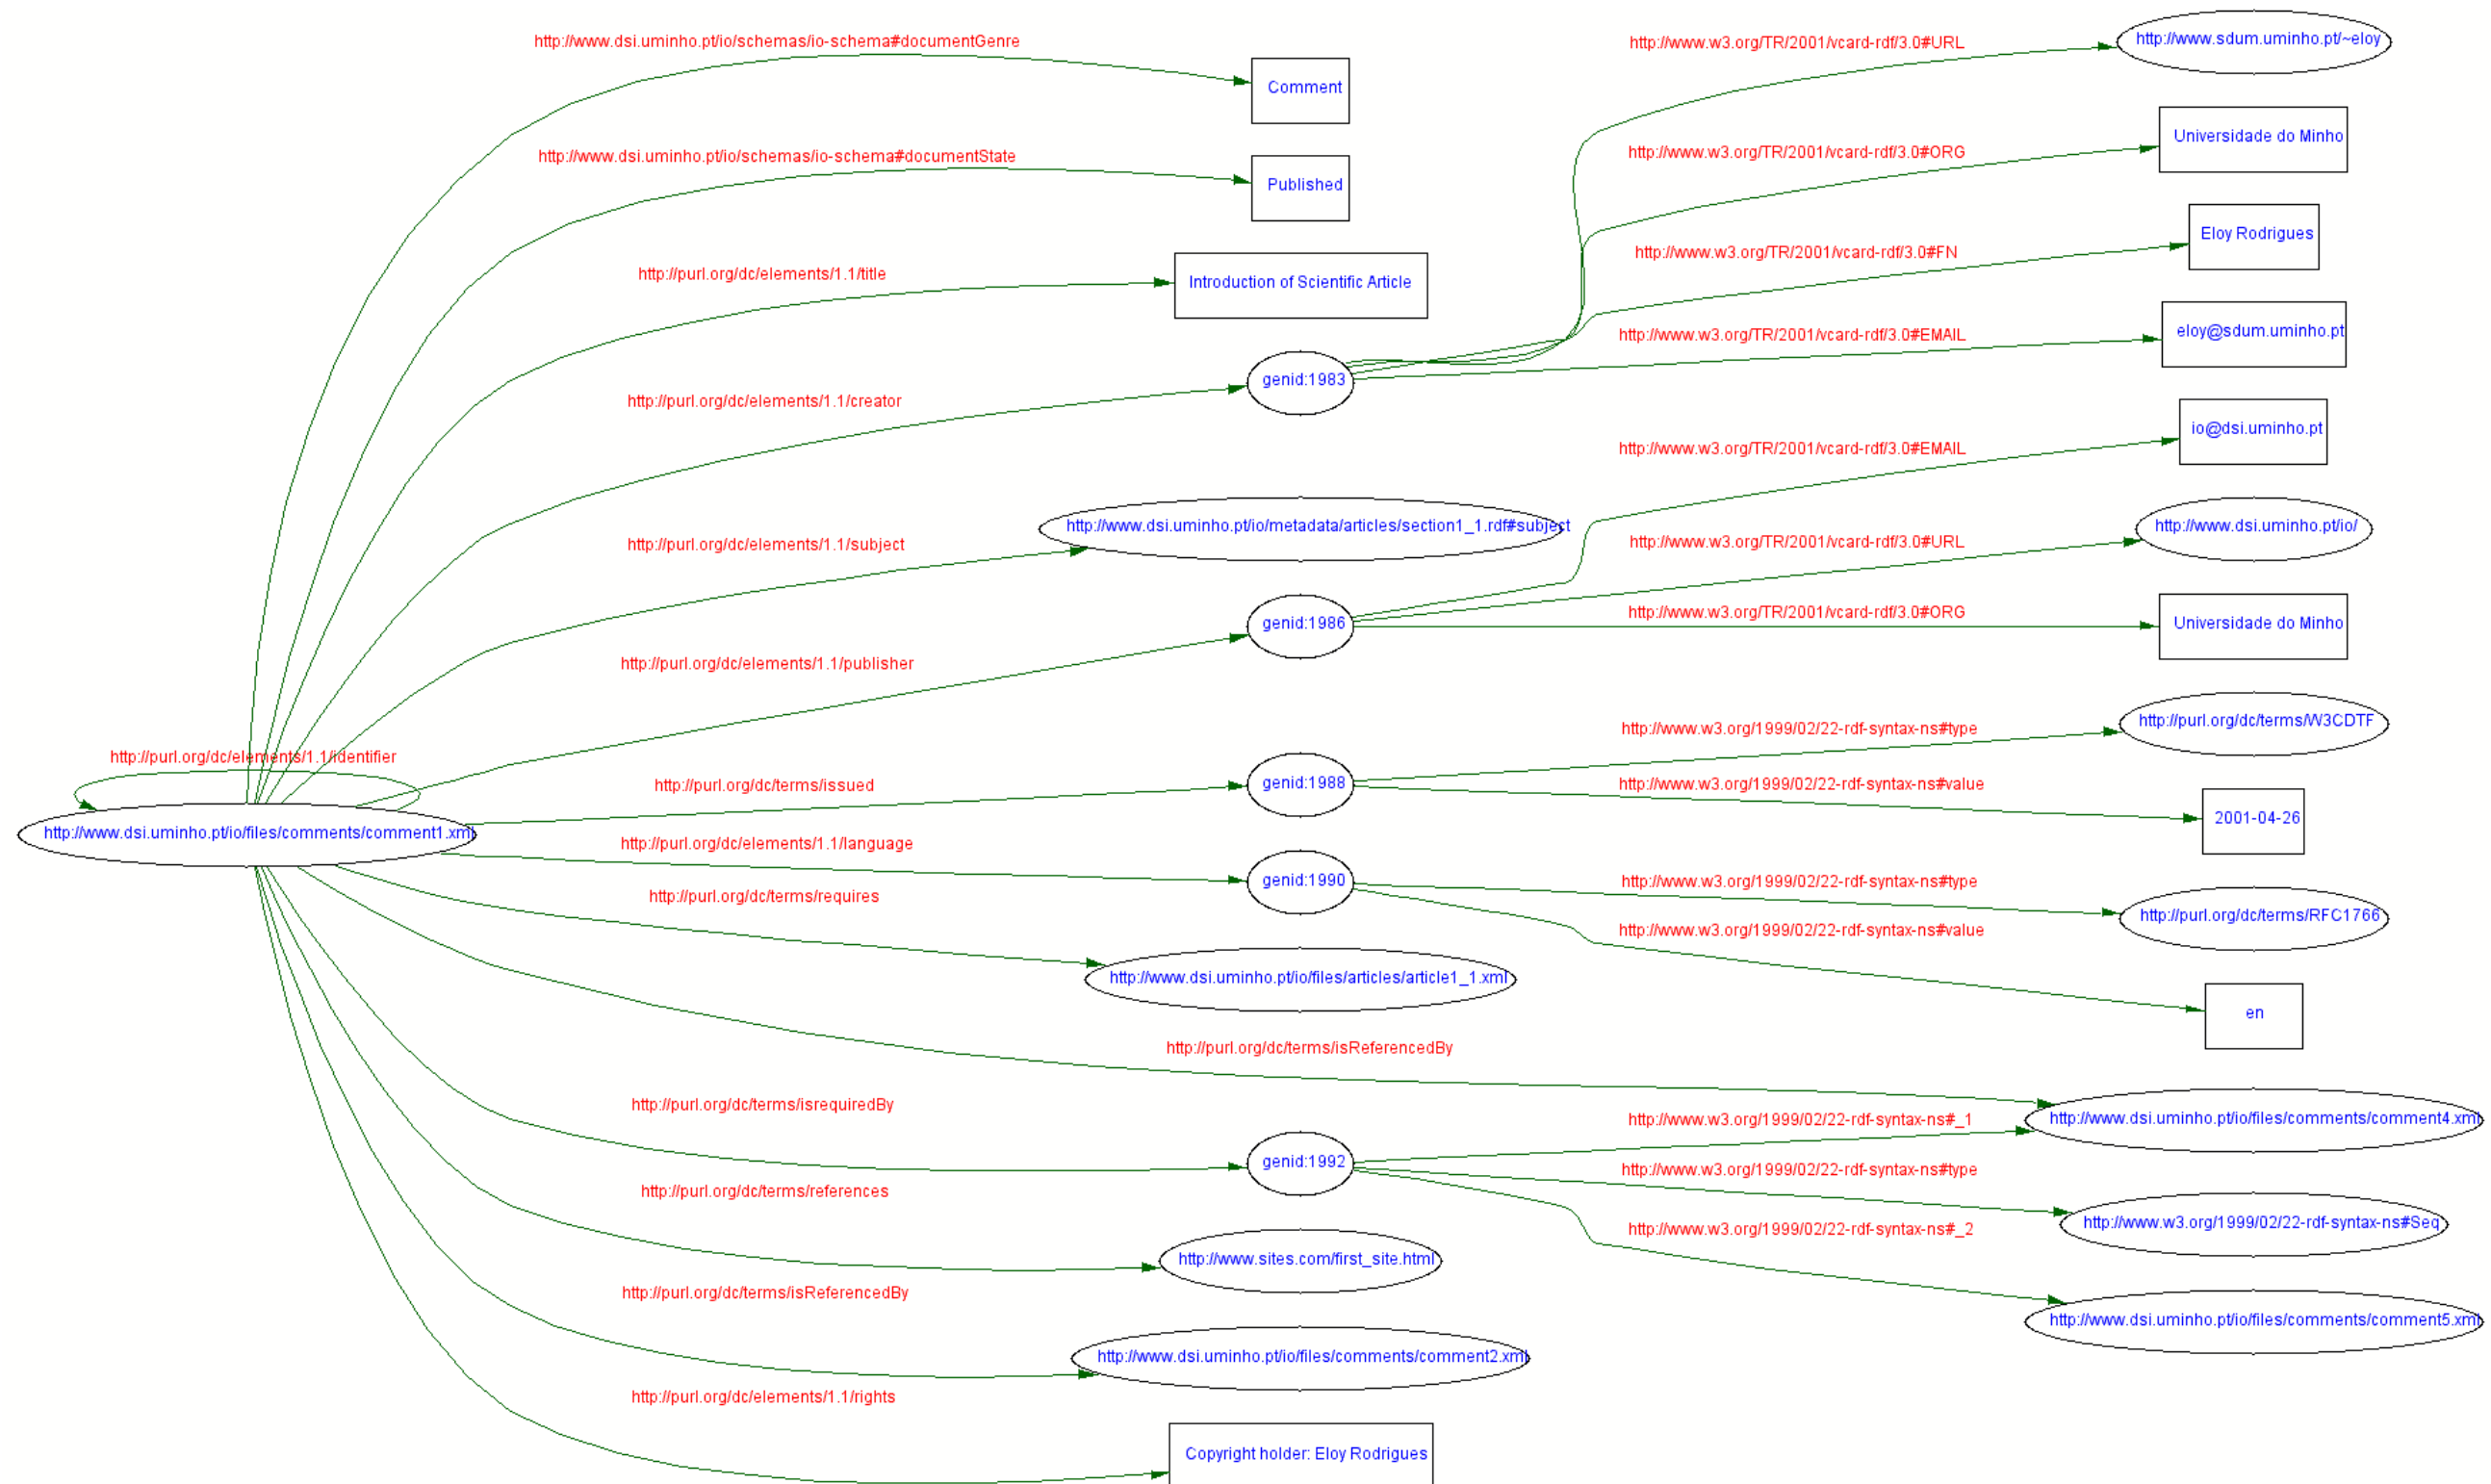 http://www.dsi.uminho.pt/io/schemas/io-schema#documentGenre
Comment
http://www.dsi.uminho.pt/io/schemas/io-schema#documentState
Published
http://purl.org/dc/elements/1.1/title
Introduction of Scientific Article
http://purl.org/dc/elements/1.1/creator
genid:1983
http://www.w3.org/TR/2001/vcard-rdf/3.0#URL
http://www.sdum.uminho.pt/~eloy
http://www.w3.org/TR/2001/vcard-rdf/3.0#ORG
Universidade do Minho
http://www.w3.org/TR/2001/vcard-rdf/3.0#FN
Eloy Rodrigues
http://www.w3.org/TR/2001/vcard-rdf/3.0#EMAIL
eloy@sdum.uminho.pt
http://purl.org/dc/elements/1.1/subject
http://www.dsi.uminho.pt/io/metadata/articles/section1_1.rdf#subject
http://purl.org/dc/elements/1.1/publisher
genid:1986
http://www.w3.org/TR/2001/vcard-rdf/3.0#EMAIL
io@dsi.uminho.pt
http://www.w3.org/TR/2001/vcard-rdf/3.0#URL
http://www.dsi.uminho.pt/io/
http://www.w3.org/TR/2001/vcard-rdf/3.0#ORG
Universidade do Minho
http://purl.org/dc/elements/1.1/identifier
http://www.dsi.uminho.pt/io/files/comments/comment1.xml
http://purl.org/dc/terms/issued
genid:1988
http://www.w3.org/1999/02/22-rdf-syntax-ns#type
http://purl.org/dc/terms/W3CDTF
http://www.w3.org/1999/02/22-rdf-syntax-ns#value
2001-04-26
http://purl.org/dc/elements/1.1/language
genid:1990
http://www.w3.org/1999/02/22-rdf-syntax-ns#type
http://purl.org/dc/terms/RFC1766
http://www.w3.org/1999/02/22-rdf-syntax-ns#value
en
http://purl.org/dc/terms/requires
http://www.dsi.uminho.pt/io/files/articles/article1_1.xml
http://purl.org/dc/terms/isReferencedBy
http://www.dsi.uminho.pt/io/files/comments/comment4.xml
http://purl.org/dc/terms/isrequiredBy
genid:1992
http://www.w3.org/1999/02/22-rdf-syntax-ns#_1
http://www.w3.org/1999/02/22-rdf-syntax-ns#type
http://www.w3.org/1999/02/22-rdf-syntax-ns#Seq
http://www.w3.org/1999/02/22-rdf-syntax-ns#_2
http://www.dsi.uminho.pt/io/files/comments/comment5.xml
http://purl.org/dc/terms/references
http://www.sites.com/first_site.html
http://purl.org/dc/terms/isReferencedBy
http://www.dsi.uminho.pt/io/files/comments/comment2.xml
http://purl.org/dc/elements/1.1/rights
Copyright holder: Eloy Rodrigues